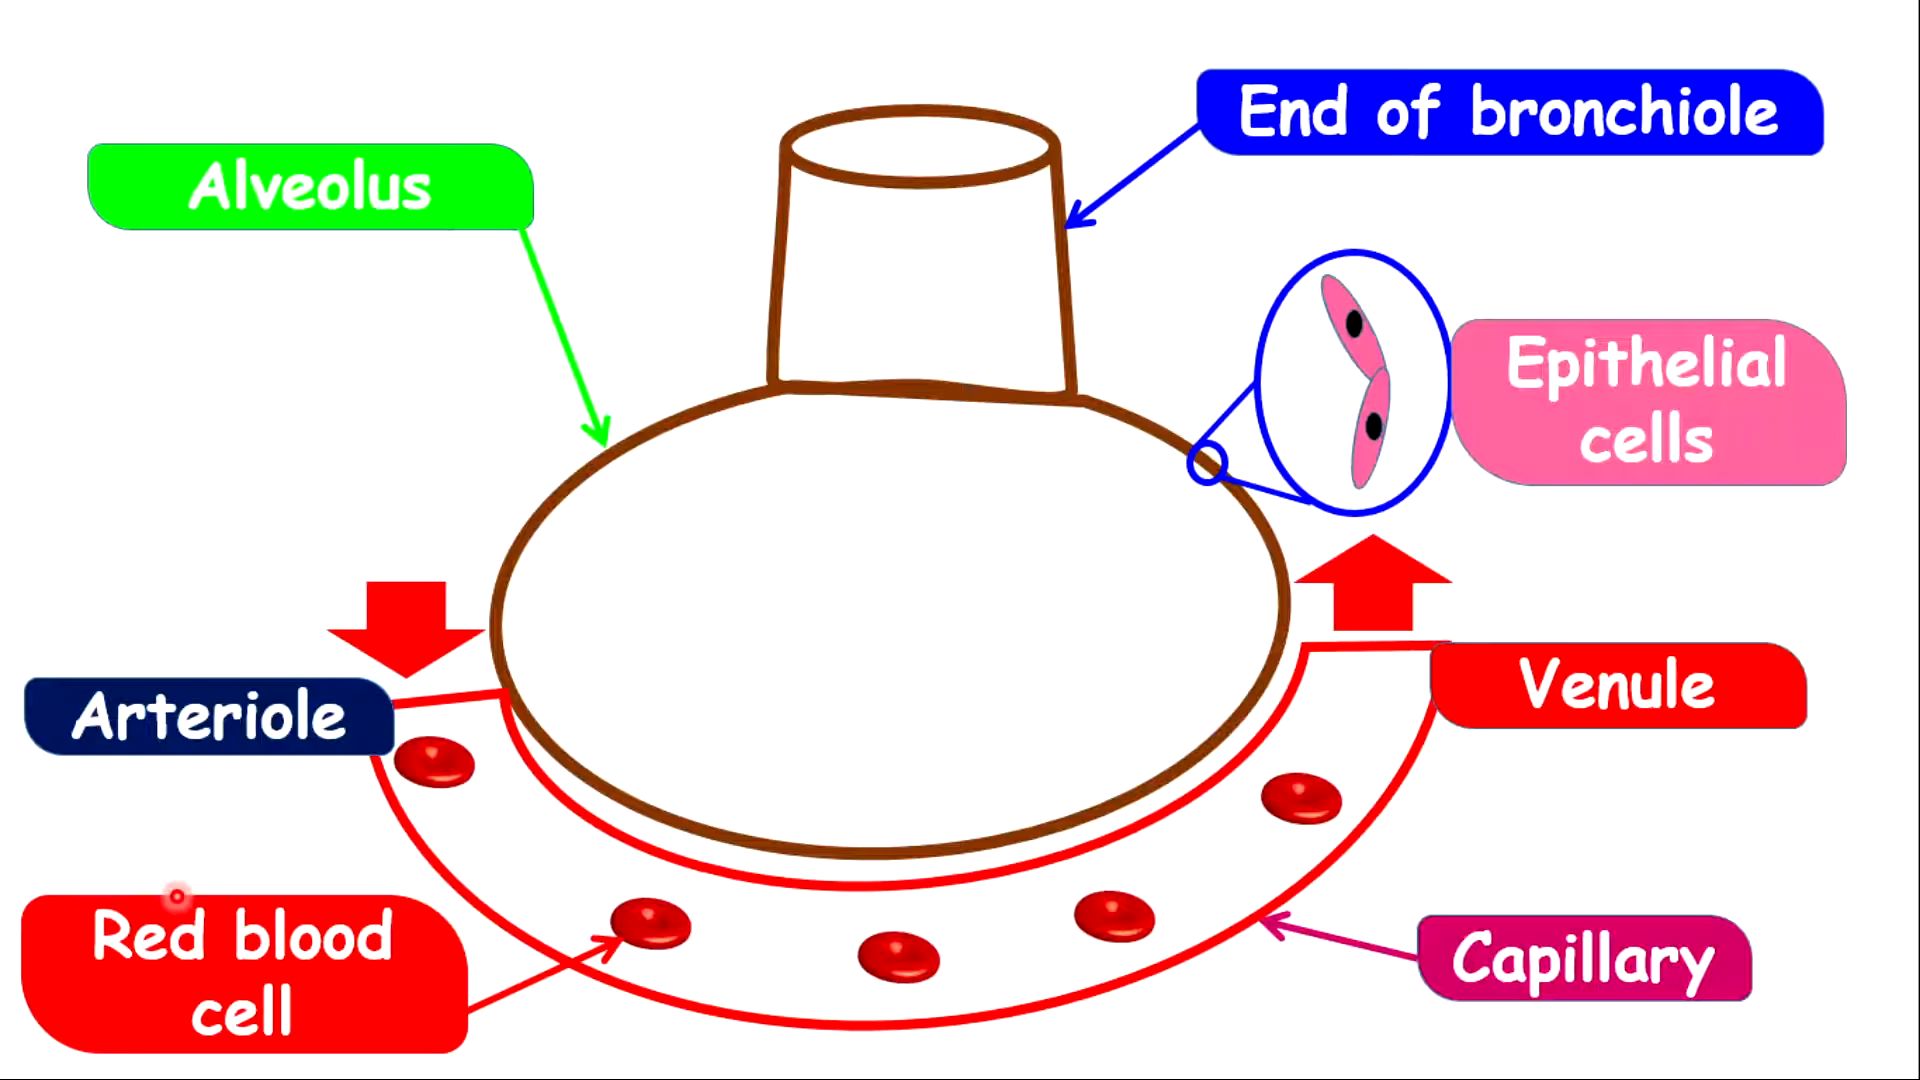 End of bronchiole
Alveolus
Epithelial
cells
Arteriole
Venule
Red blood
cell
Capillary